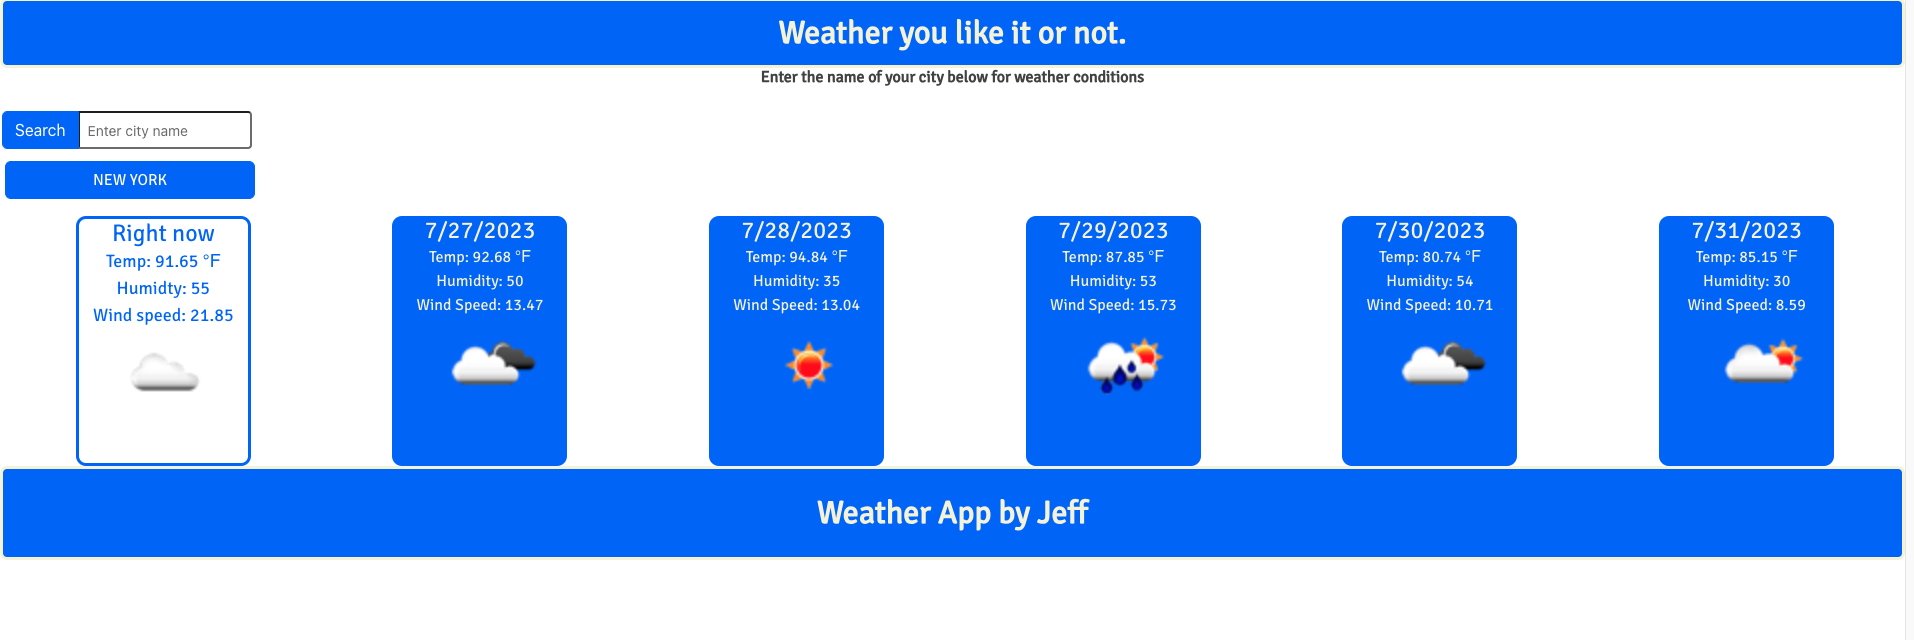 Weather you like it or not.
Enter the name of your city below for weather conditions
Search
Enter city name
NEW YORK
Right now
Temp: 91.65 °F
Humidty: 55
Wind speed: 21.85
7/27/2023
Temp: 92.68 °F
Humidity: 50
Wind Speed: 13.47
7/28/2023
Temp: 94.84 °F
Humidity: 35
Wind Speed: 13.04
7/29/2023
Temp: 87.85 °F
Humidity: 53
Wind Speed: 15.73
7/30/2023
Temp: 80.74 °F
Humidity: 54
Wind Speed: 10.71
7/31/2023
Temp: 85.15 °F
Humidity: 30
Wind Speed: 8.59
Weather App by Jeff